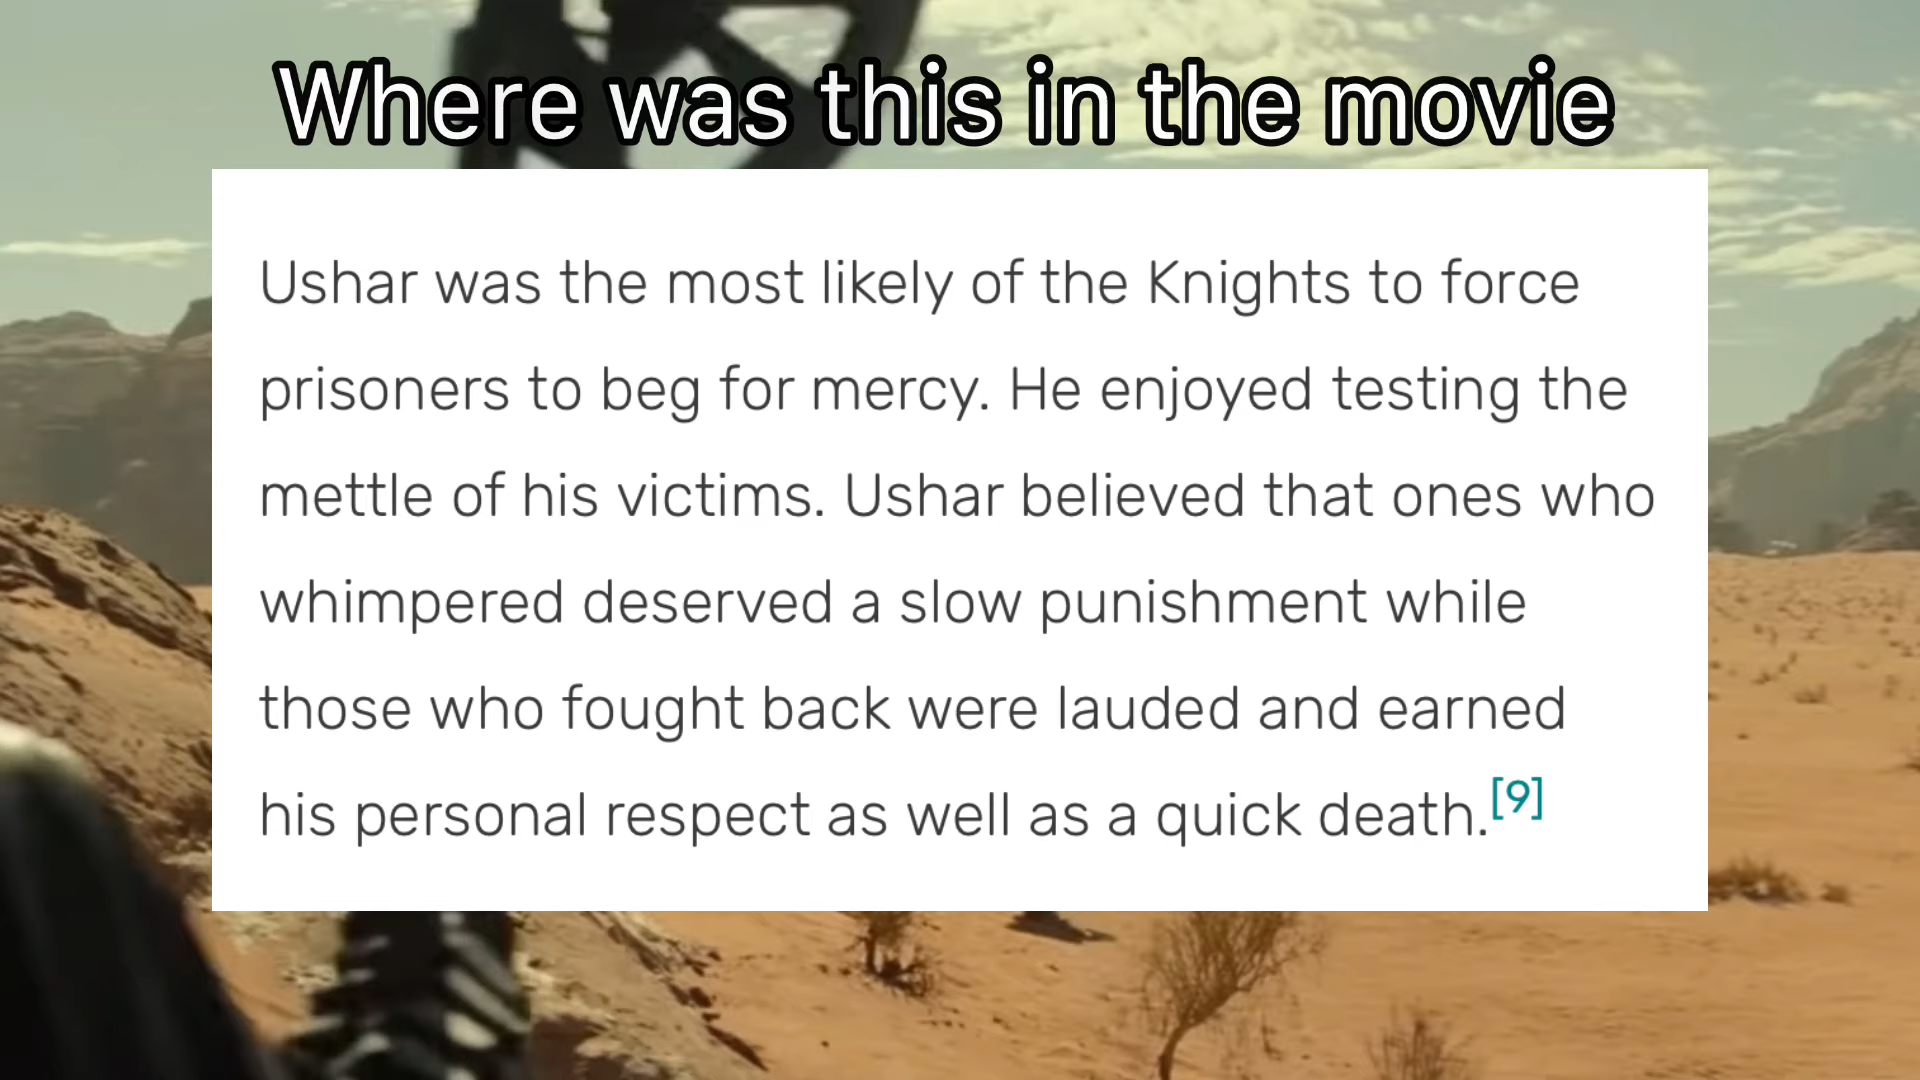 Where was this in the movie
Ushar was the most likely of the Knights to force
prisoners to beg for mercy. He enjoyed testing the
mettle of his victims. Ushar believed that ones who
whimpered deserved a slow punishment while
those who fought back were lauded and earned
his personal respect as well as a quick death.[9]